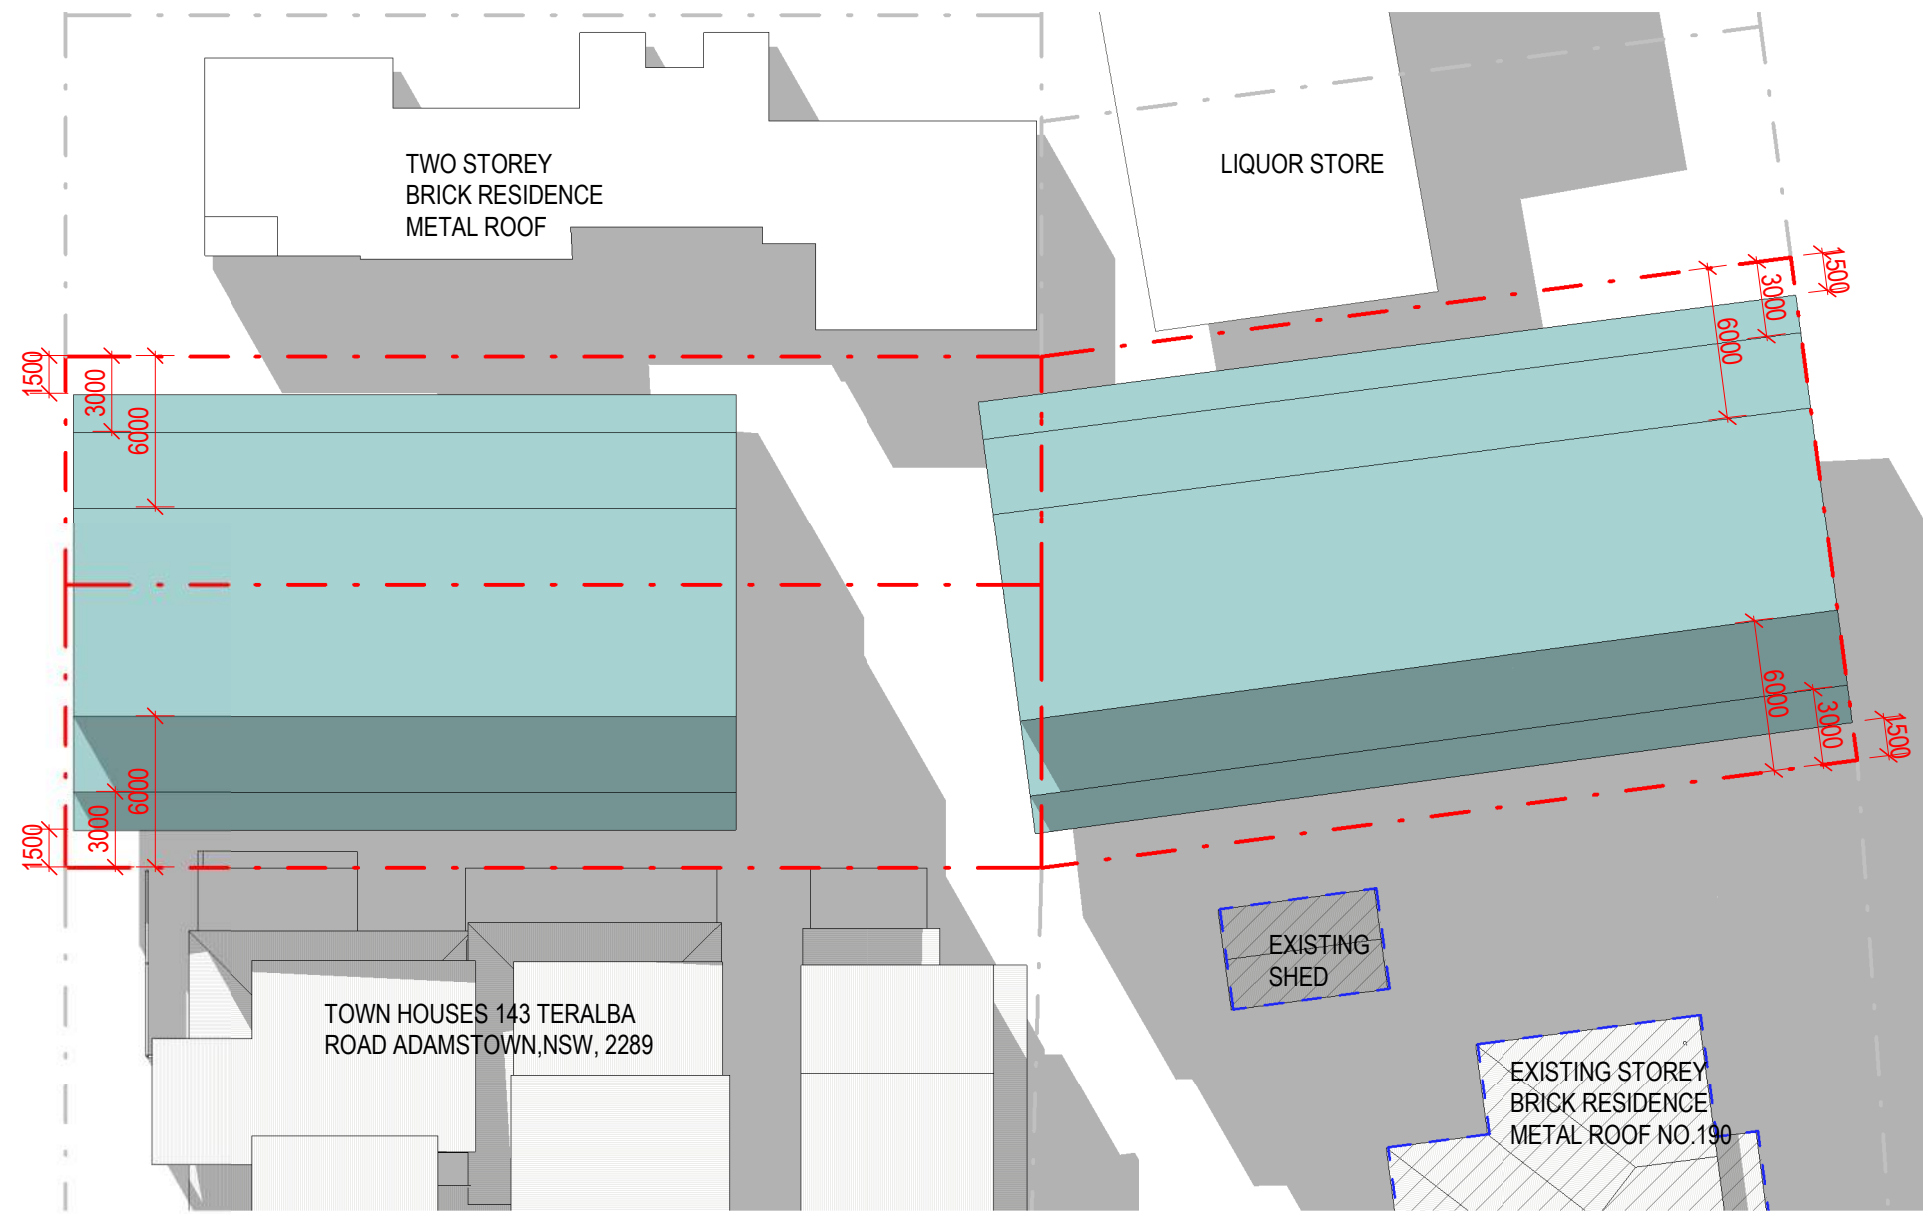 TWO STOREY
BRICK RESIDENCE
METAL ROOF
LIQUOR STORE
1500
3000
6000
1500
3000
6000
6000
3000
1500
6000
3000
1500
EXISTING
SHED
TOWN HOUSES 143 TERALBA
ROAD ADAMSTOWN,NSW, 2289
EXISTING STOREY
BRICK RESIDENCE
METAL ROOF NO.190